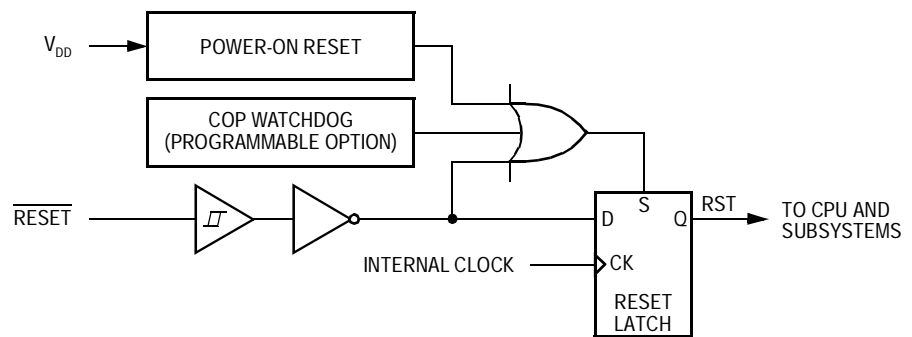 V_DD
POWER-ON RESET
COP WATCHDOG
(PROGRAMMABLE OPTION)
RESET
D
S
Q
RST
TO CPU AND
SUBSYSTEMS
INTERNAL CLOCK
CK
RESET
LATCH